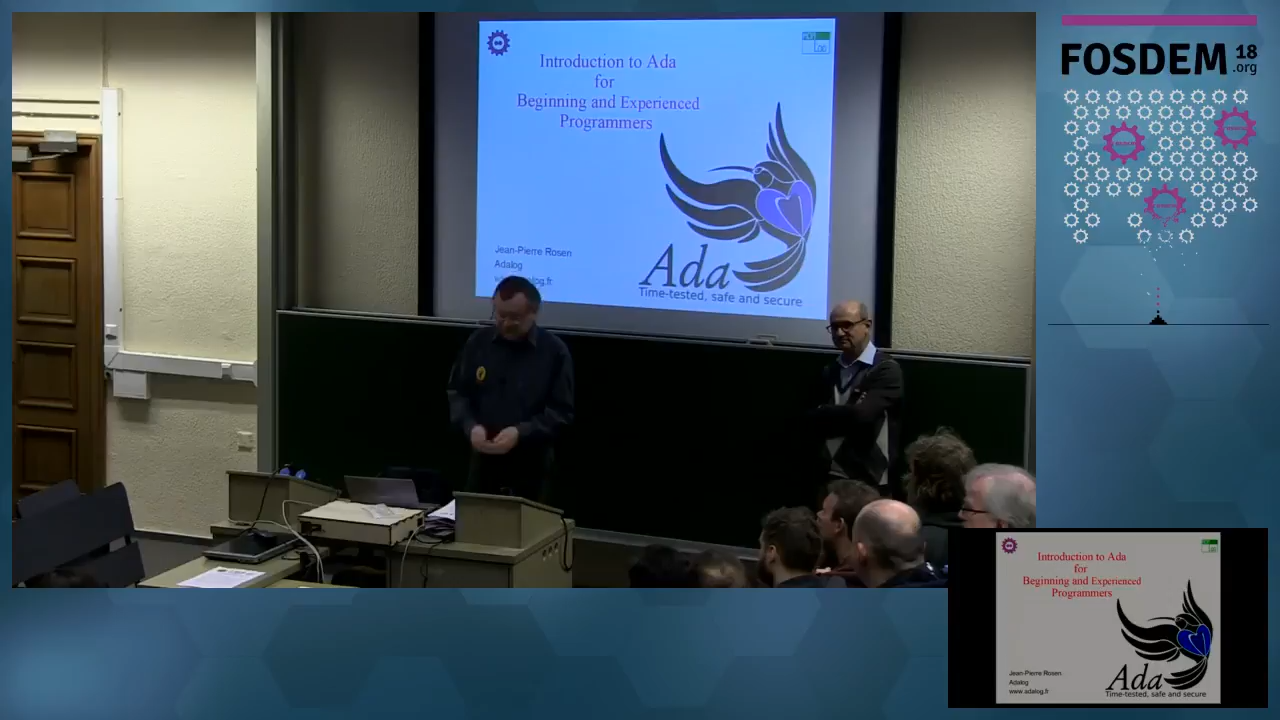 Introduction to Ada
for
Beginning and Experienced
Programmers
Jean-Pierre Rosen
Adalog
Ada
Time-tested, safe and secure
FOSDEM 18
.org
Introduction to Ada
for
Beginning and Experienced
Programmers
Jean-Pierre Rosen
Adalog
www.adalog.fr
Ada
Time-tested, safe and secure